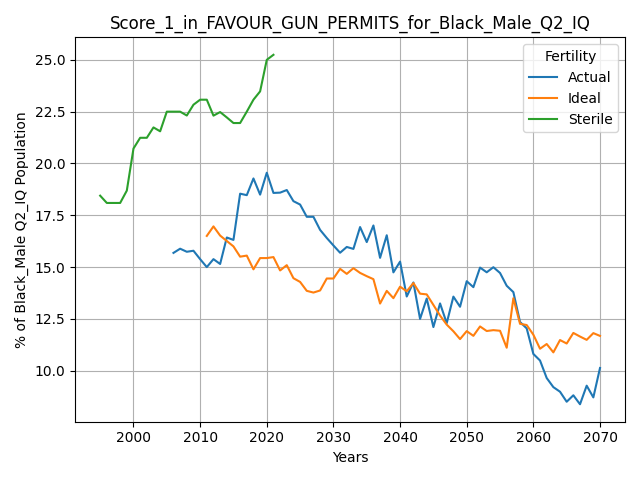 Score_1_in_FAVOUR_GUN_PERMITS_for_Black_Male_Q2_IQ
Fertility
Actual
Ideal
Sterile
% of Black_Male Q2_IQ Population
25.0
22.5
20.0
17.5
15.0
12.5
10.0
2000
2010
2020
2030
2040
2050
2060
2070
Years